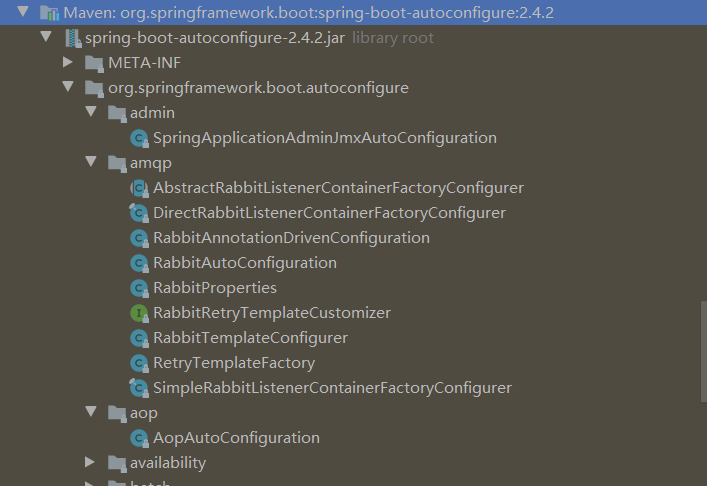 Maven: org.springframework.boot:spring-boot-autoconfigure:2.4.2
spring-boot-autoconfigure-2.4.2.jar library root
META-INF
org.springframework.boot.autoconfigure
admin
SpringApplicationAdminJmxAutoConfiguration
amqp
AbstractRabbitListenerContainerFactoryConfigurer
DirectRabbitListenerContainerFactoryConfigurer
RabbitAnnotationDrivenConfiguration
RabbitAutoConfiguration
RabbitProperties
RabbitRetryTemplateCustomizer
RabbitTemplateConfigurer
RetryTemplateFactory
SimpleRabbitListenerContainerFactoryConfigurer
aop
AopAutoConfiguration
availability